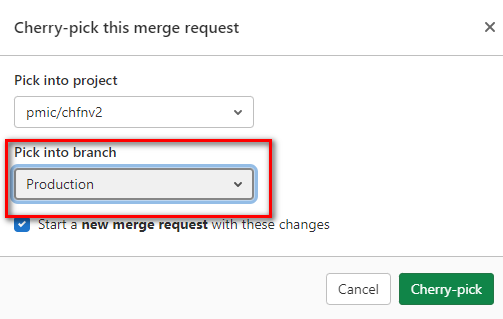 Cherry-pick this merge request
Pick into project
pmic/chfnv2
Pick into branch
Production
Start a new merge request with these changes
Cancel
Cherry-pick